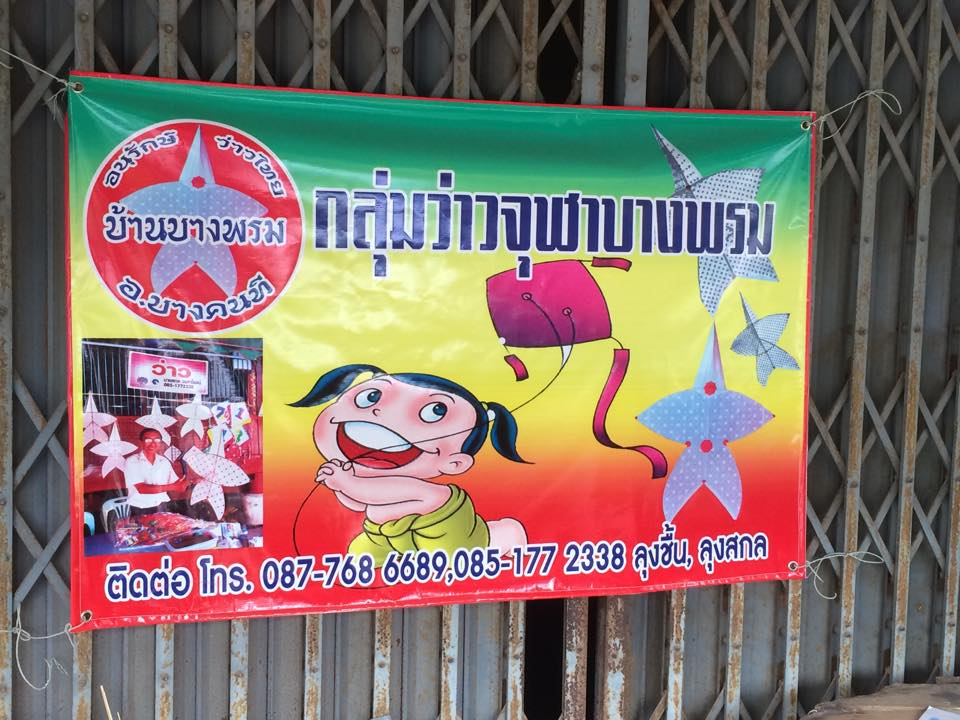 อนุรักษ์ ว่าวไทย
บ้านบางพรม
อ.บางคนที
กลุ่มว่าวจุฬาบางพรม
ว่าว
085-1772338
ติดต่อ โทร. 087-768 6689,085-177 2338 ลุงชื้น, ลุงสกล